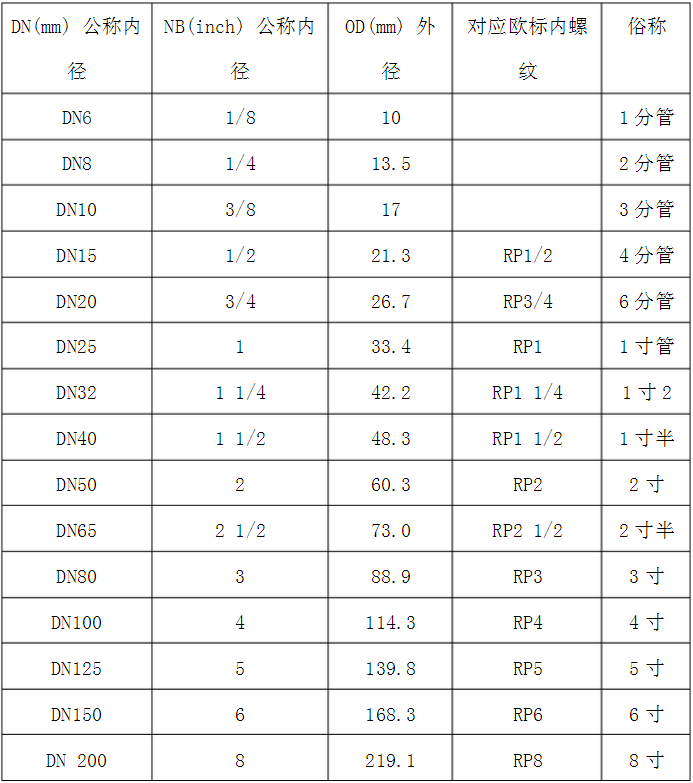 DN(mm) 公称内 NB(inch) 公称内 OD(mm) 外 对应欧标内螺 俗称
径 径 径 纹
DN6 1/8 10 1分管
DN8 1/4 13.5 2分管
DN10 3/8 17 3分管
DN15 1/2 21.3 RP1/2 4分管
DN20 3/4 26.7 RP3/4 6分管
DN25 1 33.4 RP1 1寸管
DN32 1 1/4 42.2 RP1 1/4 1寸2
DN40 1 1/2 48.3 RP1 1/2 1寸半
DN50 2 60.3 RP2 2寸
DN65 2 1/2 73.0 RP2 1/2 2寸半
DN80 3 88.9 RP3 3寸
DN100 4 114.3 RP4 4寸
DN125 5 139.8 RP5 5寸
DN150 6 168.3 RP6 6寸
DN 200 8 219.1 RP8 8寸